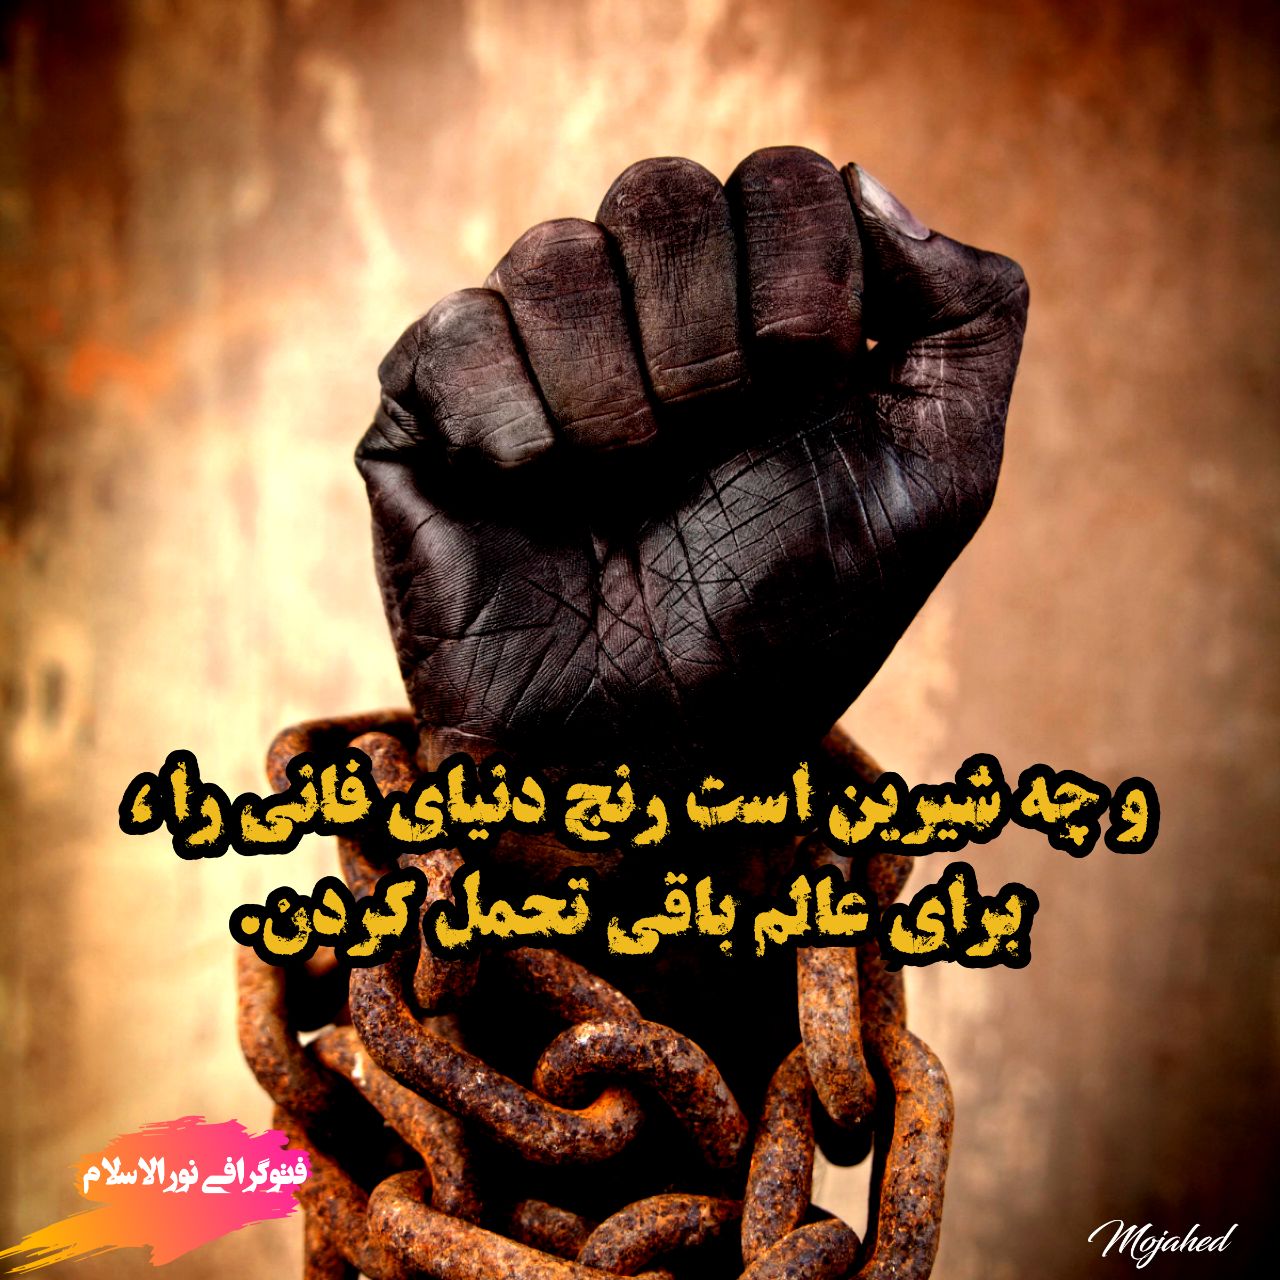 و چه شیرین است رنج دنیای فانی را ،
برای عالم باقی تحمل کردن.
فتوگرافی نورالاسلام
Mojahed